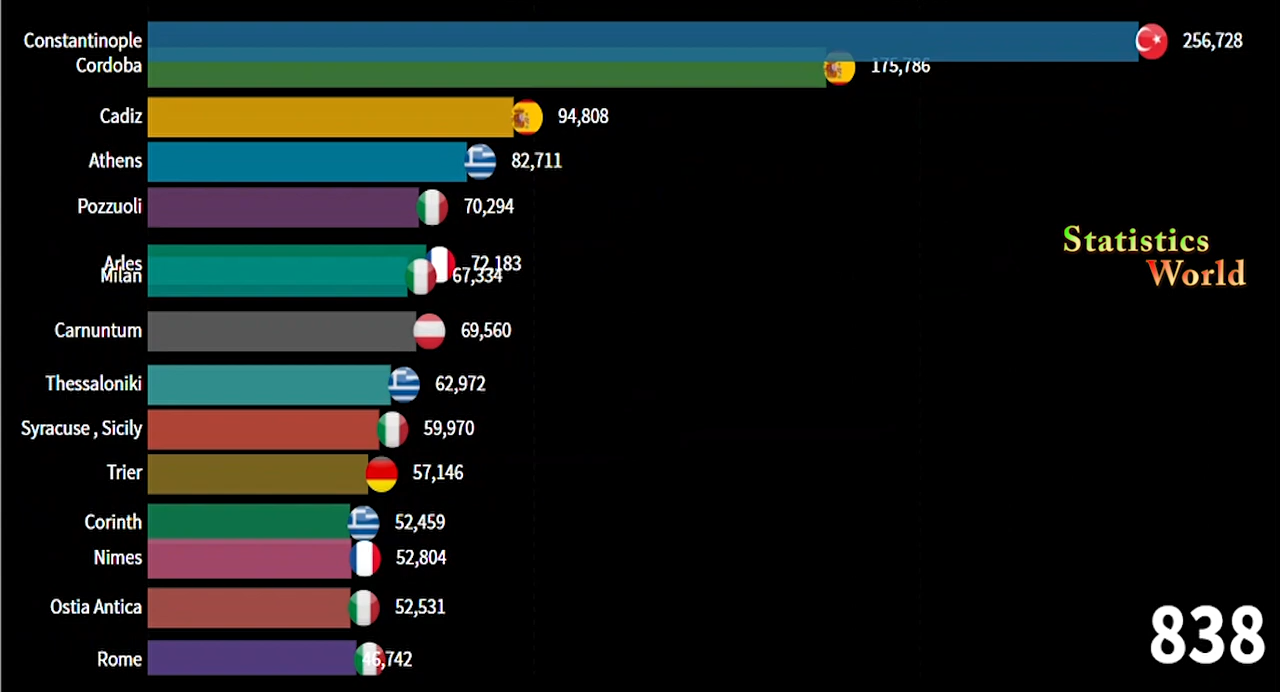 Constantinople 256,728
Cordoba 175,786
Cadiz 94,808
Athens 82,711
Pozzuoli 70,294
Arles 72,183
Milan 67,334
Carnuntum 69,560
Thessaloniki 62,972
Syracuse , Sicily 59,970
Trier 57,146
Corinth 52,459
Nimes 52,804
Ostia Antica 52,531
Rome 46,742
Statistics
World
838